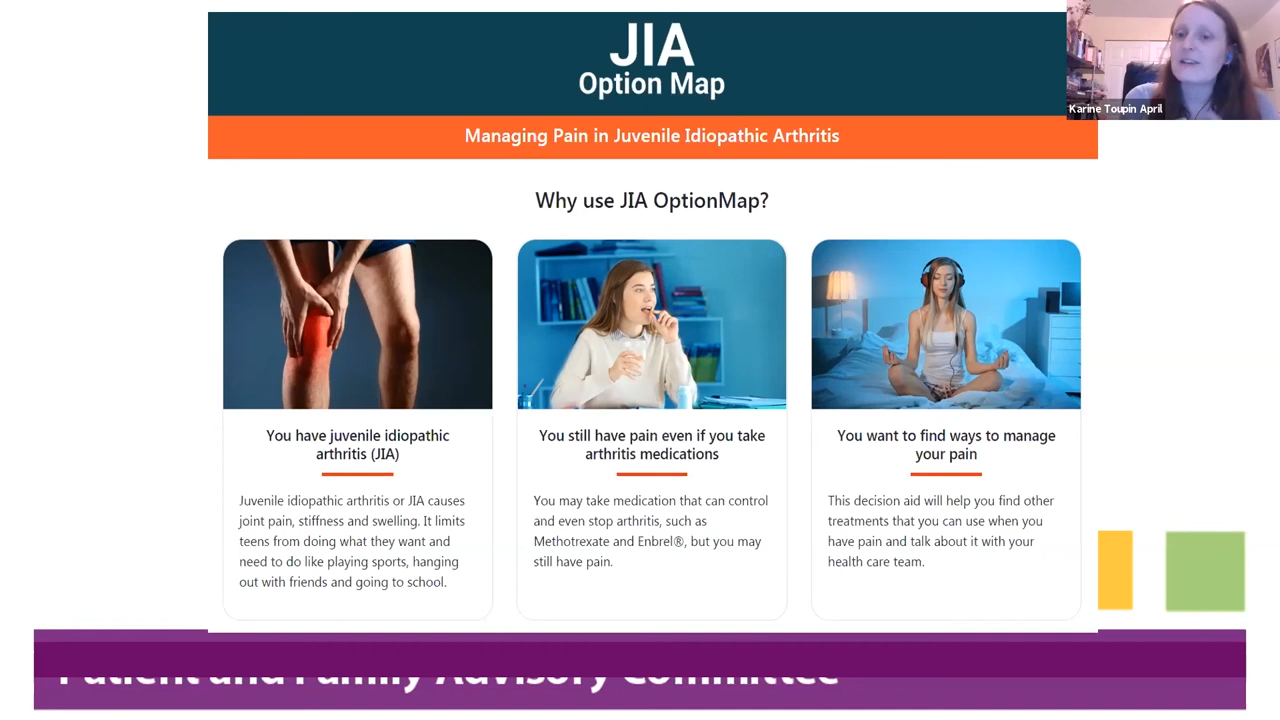 JIA
Option Map
Karine Toupin April
Managing Pain in Juvenile Idiopathic Arthritis
Why use JIA OptionMap?
You have juvenile idiopathic
arthritis (JIA)
Juvenile idiopathic arthritis or JIA causes
joint pain, stiffness and swelling. It limits
teens from doing what they want and
need to do like playing sports, hanging
out with friends and going to school.
You still have pain even if you take
arthritis medications
You may take medication that can control
and even stop arthritis, such as
Methotrexate and Enbrel®, but you may
still have pain.
You want to find ways to manage
your pain
This decision aid will help you find other
treatments that you can use when you
have pain and talk about it with your
health care team.
Patient and Family Advisory Committee